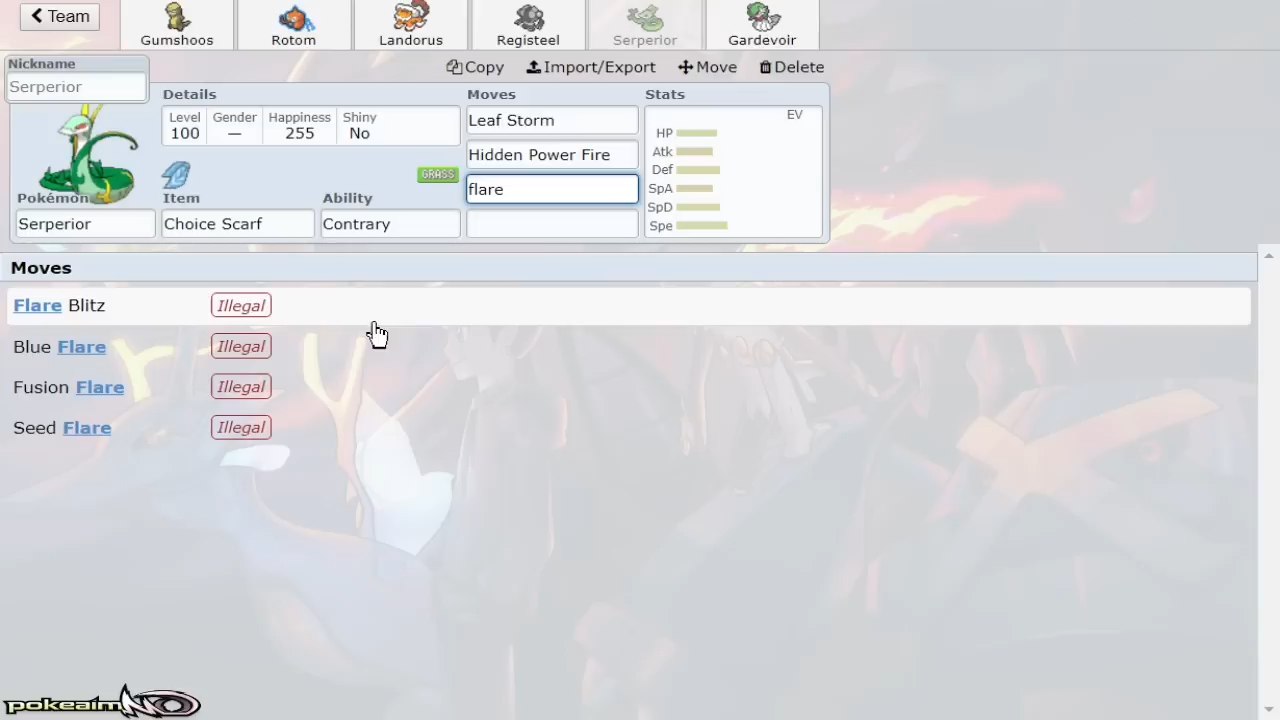 Team
Gumshoos
Rotom
Landorus
Registeel
Serperior
Gardevoir
Copy
Import/Export
Move
Delete
Nickname
Serperior
Details
Moves
Stats
Level
100
Gender
—
Happiness
255
Shiny
No
GRASS
Pokémon
Serperior
Item
Choice Scarf
Ability
Contrary
Leaf Storm
Hidden Power Fire
flare
EV
HP
Atk
Def
SpA
SpD
Spe
Moves
Flare Blitz Illegal
Blue Flare Illegal
Fusion Flare Illegal
Seed Flare Illegal
pokeaim